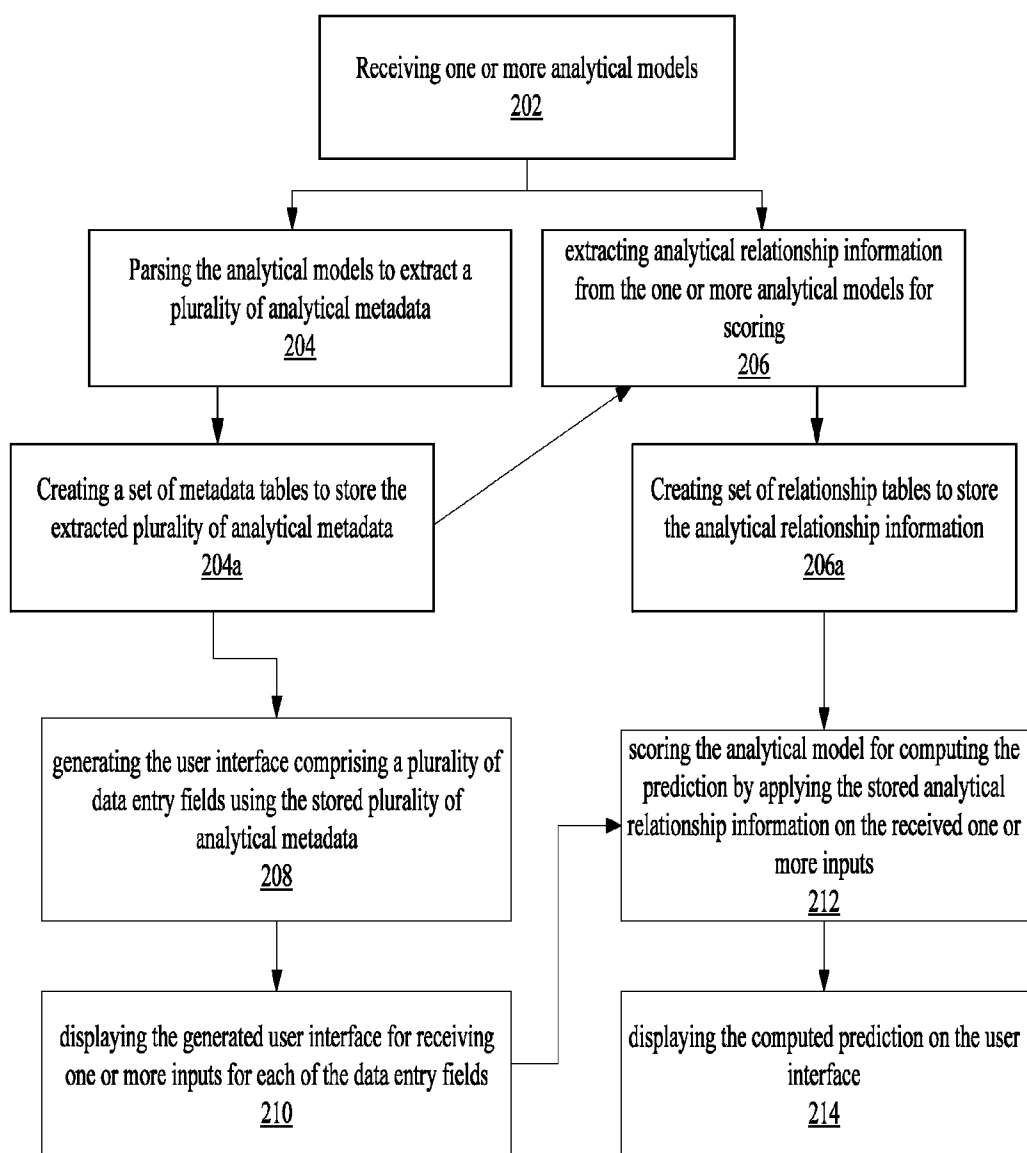 Receiving one or more analytical models
202
Parsing the analytical models to extract a
plurality of analytical metadata
204
extracting analytical relationship information
from the one or more analytical models for
scoring
206
Creating a set of metadata tables to store the
extracted plurality of analytical metadata
204a
Creating set of relationship tables to store
the analytical relationship information
206a
generating the user interface comprising a plurality of
data entry fields using the stored plurality of
analytical metadata
208
scoring the analytical model for computing the
prediction by applying the stored analytical
relationship information on the received one or
more inputs
212
displaying the generated user interface for receiving
one or more inputs for each of the data entry fields
210
displaying the computed prediction on the user
interface
214